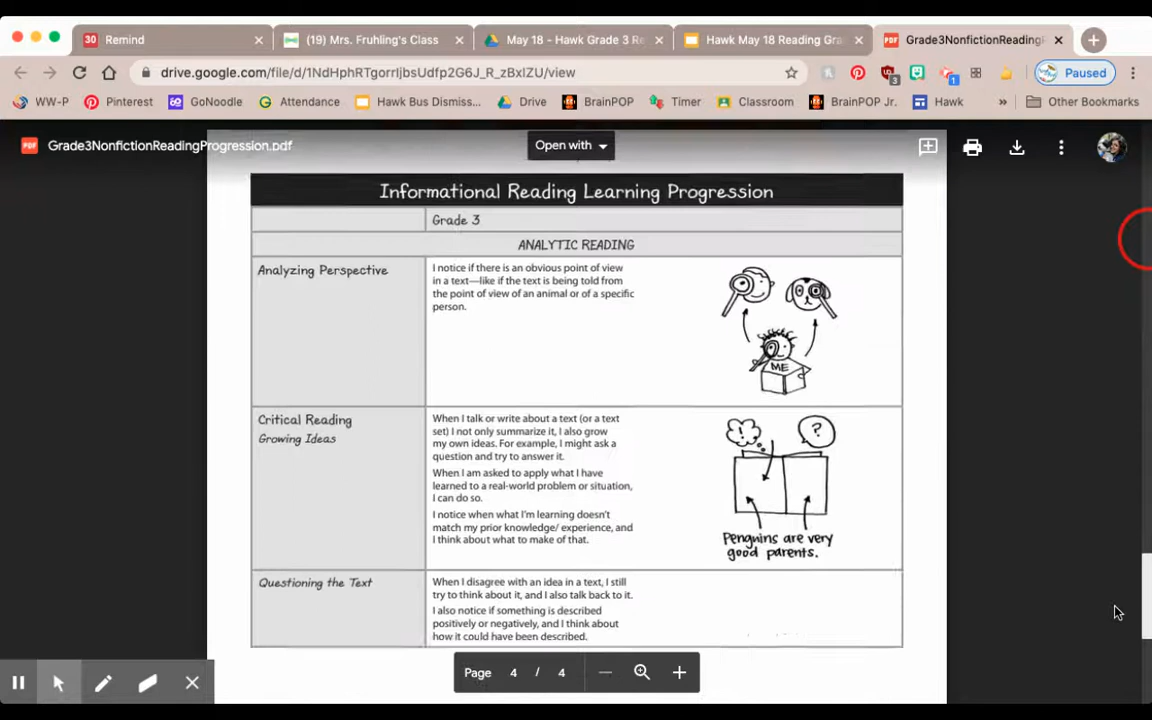 30 Remind
(19) Mrs. Fruhling's Class
May 18 - Hawk Grade 3 Re
Hawk May 18 Reading Gra
Grade3NonfictionReading
drive.google.com/file/d/1NdHphRTgorrIjbsUdfp2G6J_R_zBxIZU/view
3
1
Paused
WW-P
Pinterest
GoNoodle
Attendance
Hawk Bus Dismiss...
Drive
BrainPOP
Timer
Classroom
BrainPOP Jr.
Hawk
»
Other Bookmarks
PDF Grade3NonfictionReadingProgression.pdf
Open with
Informational Reading Learning Progression
Grade 3
ANALYTIC READING
Analyzing Perspective
I notice if there is an obvious point of view
in a text—like if the text is being told from
the point of view of an animal or of a specific
person.
ME
Critical Reading
Growing Ideas
When I talk or write about a text (or a text
set) I not only summarize it, I also grow
my own ideas. For example, I might ask a
question and try to answer it.
When I am asked to apply what I have
learned to a real-world problem or situation,
I can do so.
I notice when what I'm learning doesn't
match my prior knowledge/ experience, and
I think about what to make of that.
!
?
Penguins are very
good parents.
Questioning the Text
When I disagree with an idea in a text, I still
try to think about it, and I also talk back to it.
I also notice if something is described
positively or negatively, and I think about
how it could have been described.
Page 4 / 4